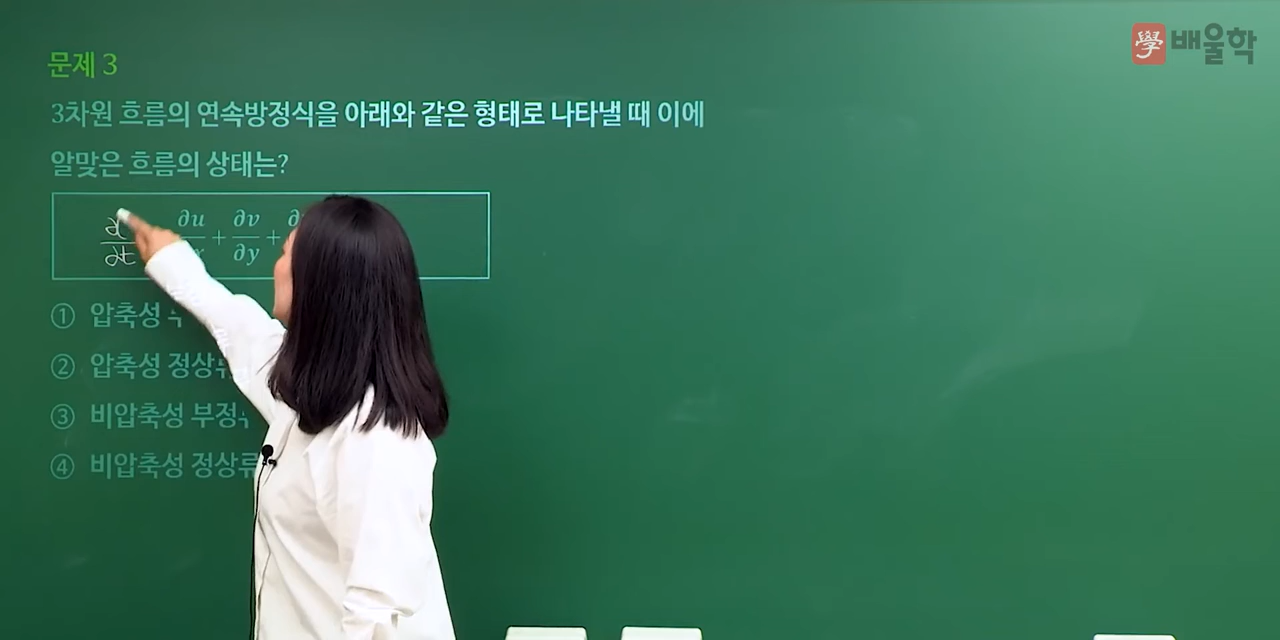 學 배울학
문제 3
3차원 흐름의 연속방정식을 아래와 같은 형태로 나타낼 때 이에
알맞은 흐름의 상태는?
∂/∂t ∂u + ∂v/∂y +
① 압축성
② 압축성 정상류
③ 비압축성 부정
④ 비압축성 정상류